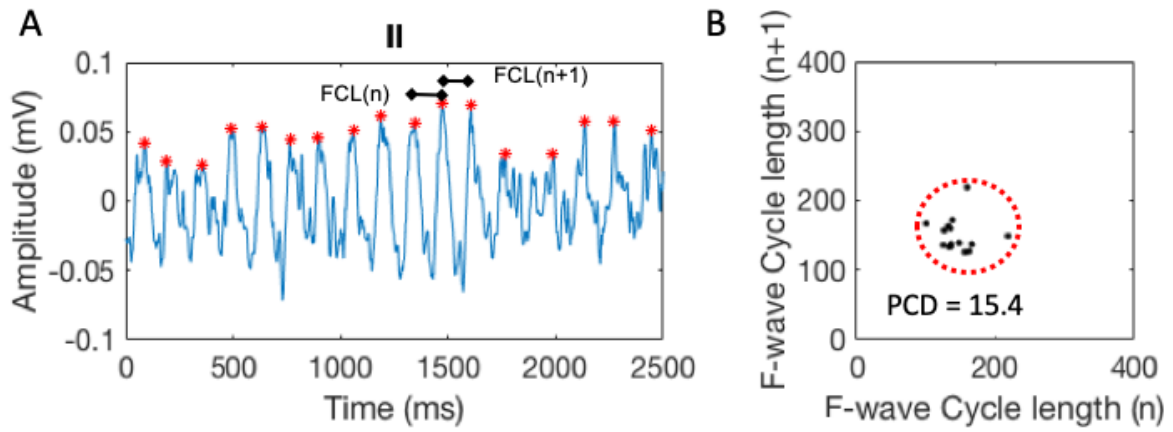 A
II
Amplitude (mV)
0.1
0.05
0
-0.05
-0.1
FCL(n)
FCL(n+1)
0
500
1000
1500
2000
2500
Time (ms)
B
F-wave Cycle length (n+1)
400
300
200
100
0
PCD = 15.4
0
200
400
F-wave Cycle length (n)